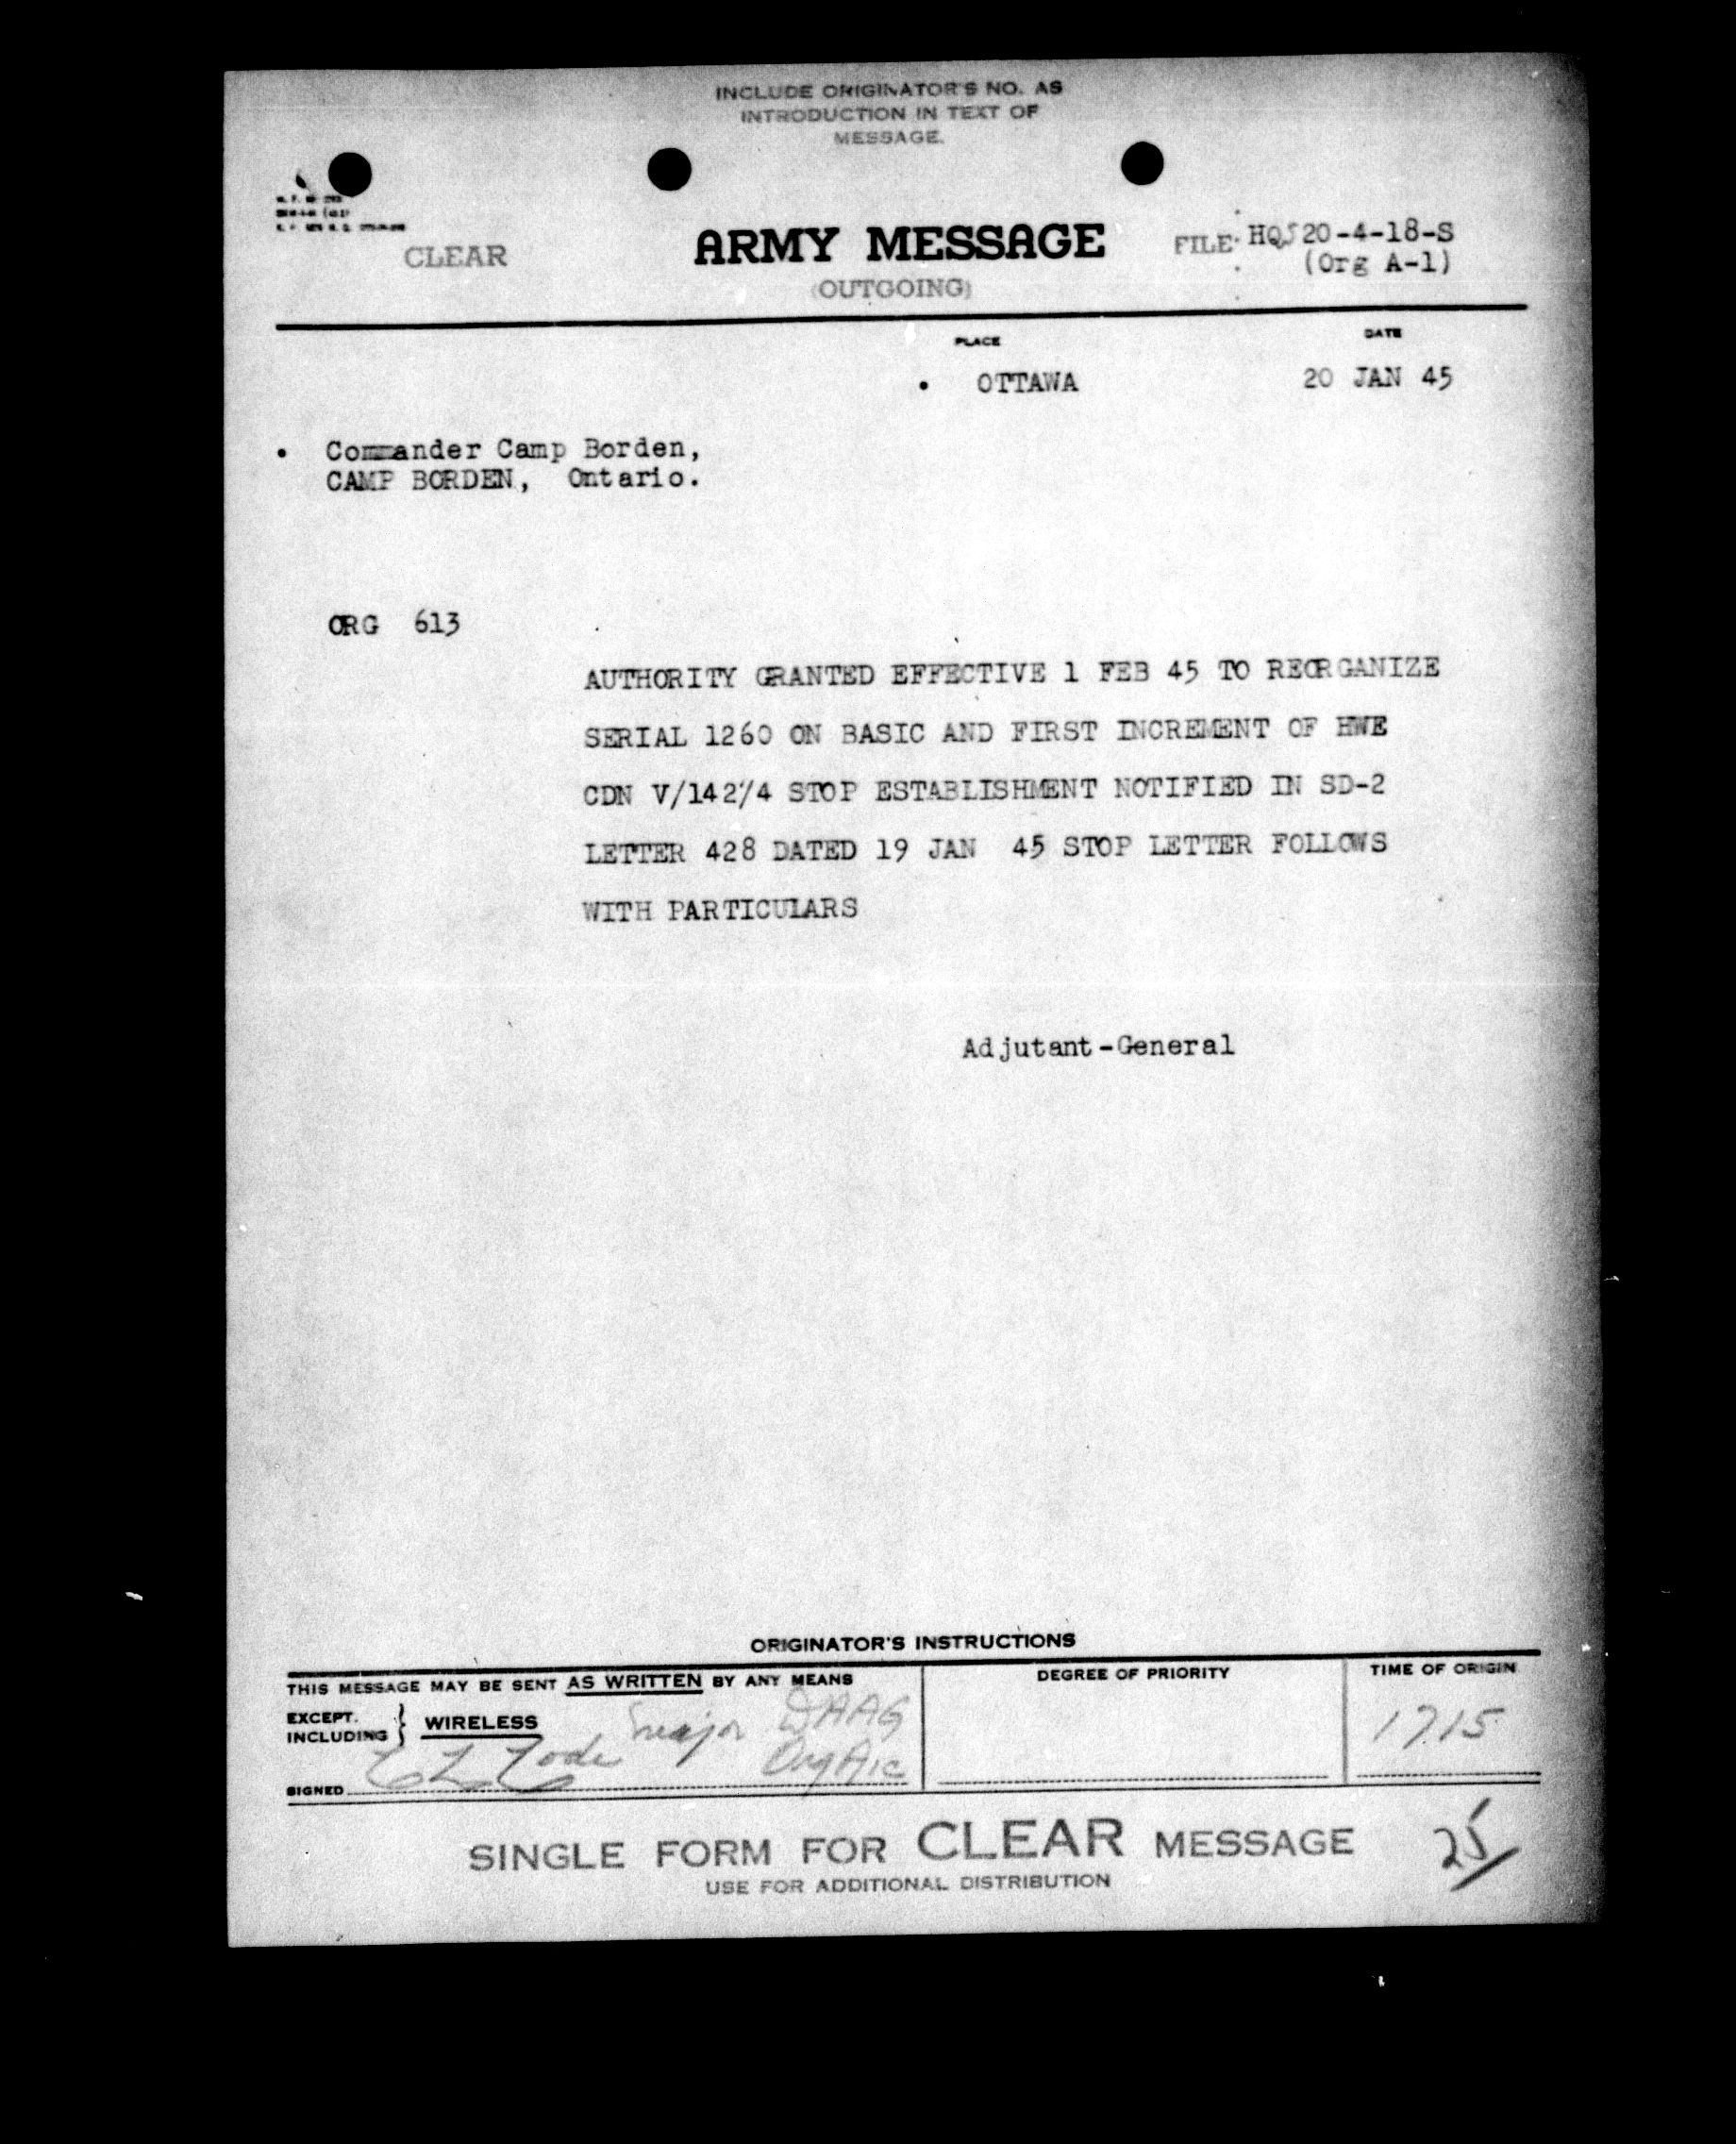 INCLUDE ORIGINATOR'S NO. AS
INTRODUCTION IN TEXT OF
MESSAGE.
CLEAR
ARMY MESSAGE
(OUTGOING)
FILE HQS 20-4-18-S
(Org A-1)
PLACE
DATE
OTTAWA
20 JAN 45
Commander Camp Borden,
CAMP BORDEN, Ontario.
ORG 613
AUTHORITY GRANTED EFFECTIVE 1 FEB 45 TO REORGANIZE
SERIAL 1260 ON BASIC AND FIRST INCREMENT OF HWE
CDN V/142/4 STOP ESTABLISHMENT NOTIFIED IN SD-2
LETTER 428 DATED 19 JAN 45 STOP LETTER FOLLOWS
WITH PARTICULARS
Adjutant-General
ORIGINATOR'S INSTRUCTIONS
THIS MESSAGE MAY BE SENT AS WRITTEN BY ANY MEANS
EXCEPT.
INCLUDING } WIRELESS
Major DAAG
SIGNED
DEGREE OF PRIORITY
TIME OF ORIGIN
1715
SINGLE FORM FOR CLEAR MESSAGE
USE FOR ADDITIONAL DISTRIBUTION
25